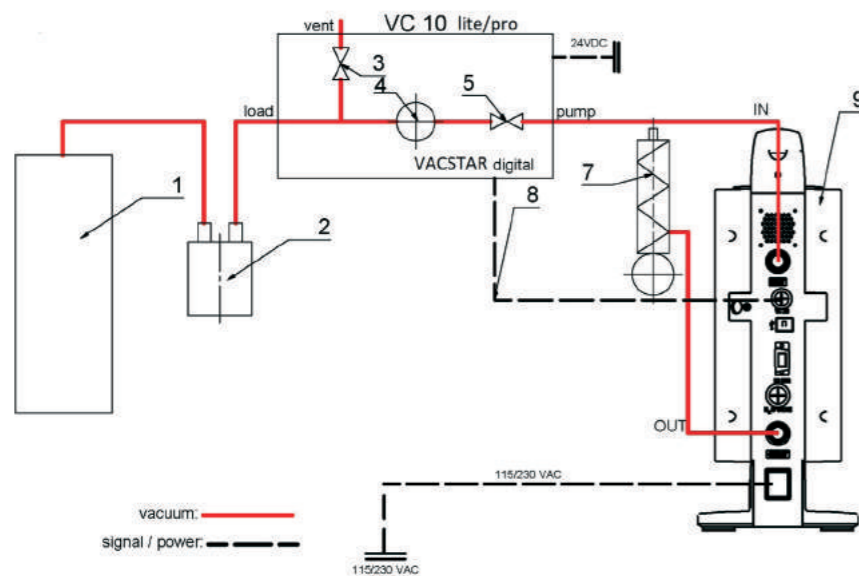 vent
VC 10 lite/pro
24VDC
3
4
5
load
pump
IN
9
VACSTAR digital
7
1
8
2
OUT
115/230 VAC
vacuum:
signal / power:
115/230 VAC